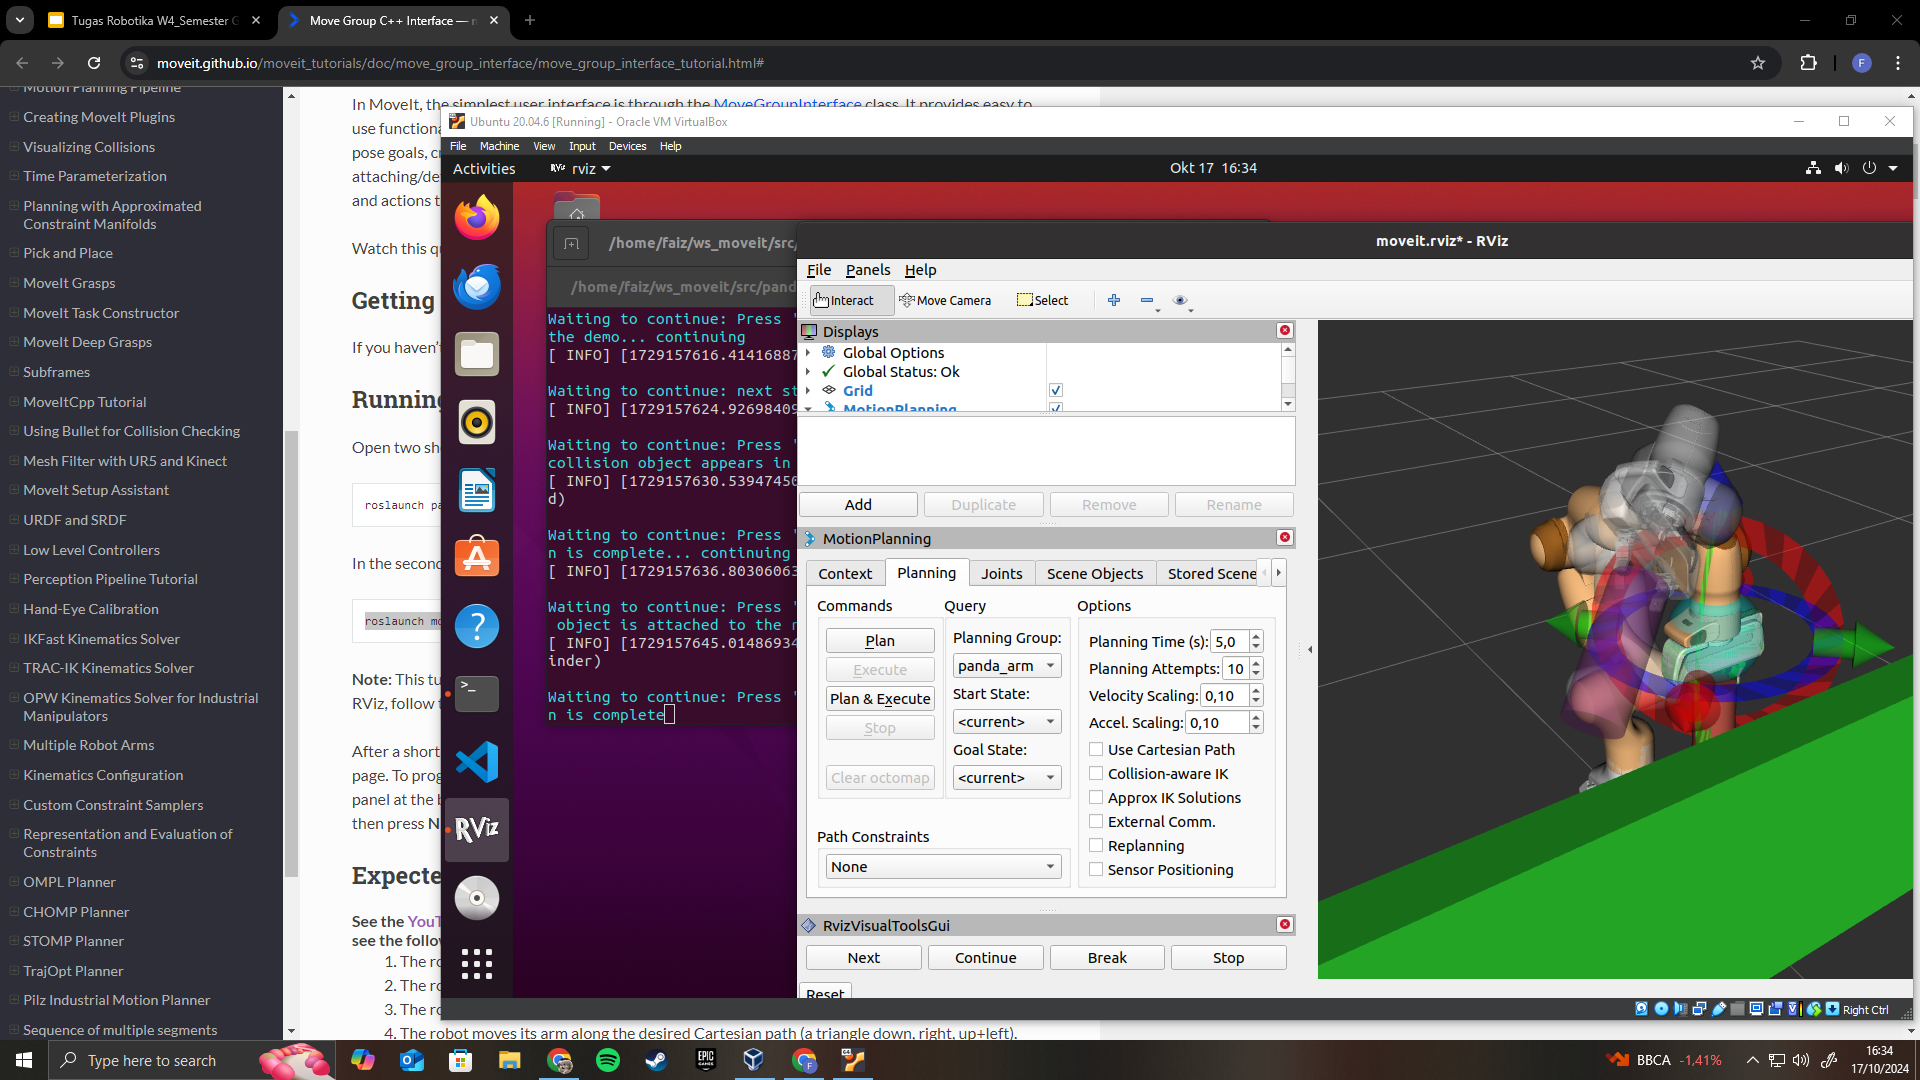 Tugas Robotika W4_Semester G
Move Group C++ Interface — n
moveit.github.io/moveit_tutorials/doc/move_group_interface/move_group_interface_tutorial.html#
F
Motion Planning Pipeline
Creating MoveIt Plugins
Visualizing Collisions
Time Parameterization
Planning with Approximated
Constraint Manifolds
Pick and Place
MoveIt Grasps
MoveIt Task Constructor
MoveIt Deep Grasps
Subframes
MoveItCpp Tutorial
Using Bullet for Collision Checking
Mesh Filter with UR5 and Kinect
MoveIt Setup Assistant
URDF and SRDF
Low Level Controllers
Perception Pipeline Tutorial
Hand-Eye Calibration
IKFast Kinematics Solver
TRAC-IK Kinematics Solver
OPW Kinematics Solver for Industrial
Manipulators
Multiple Robot Arms
Kinematics Configuration
Custom Constraint Samplers
Representation and Evaluation of
Constraints
OMPL Planner
CHOMP Planner
STOMP Planner
TrajOpt Planner
Pilz Industrial Motion Planner
Sequence of multiple segments
In MoveIt, the simplest user interface is through the MoveGroupInterface class. It provides easy to
use functiona
pose goals, c
attaching/de
and actions t
Watch this qu
Getting
If you haven't
Running
Open two sh
roslaunch pa
In the second
roslaunch mo
Note: This tu
RViz, follow t
After a short
page. To prog
panel at the b
then press N
Expecte
See the YouT
see the follow
1. The ro
2. The ro
3. The ro
4. The robot moves its arm along the desired Cartesian path (a triangle down, right, up+left).
Ubuntu 20.04.6 [Running] - Oracle VM VirtualBox
File Machine View Input Devices Help
Activities
RViz rviz
Okt 17 16:34
/home/faiz/ws_moveit/src/
/home/faiz/ws_moveit/src/pand
Waiting to continue: Press '
the demo... continuing
[ INFO] [1729157616.41416887
Waiting to continue: next st
[ INFO] [1729157624.92698409
Waiting to continue: Press '
collision object appears in
[ INFO] [1729157630.53947450
d)
Waiting to continue: Press '
n is complete... continuing
[ INFO] [1729157636.80306063
Waiting to continue: Press '
object is attached to the r
[ INFO] [1729157645.01486934
inder)
Waiting to continue: Press '
n is complete
RViz
moveit.rviz* - RViz
File Panels Help
Interact Move Camera Select
Displays
Global Options
Global Status: Ok
Grid
MotionPlanning
Add Duplicate Remove Rename
MotionPlanning
Context Planning Joints Scene Objects Stored Scene
Commands Query Options
Plan
Execute
Plan & Execute
Stop
Clear octomap
Planning Group:
panda_arm
Start State:
<current>
Goal State:
<current>
Planning Time (s): 5,0
Planning Attempts: 10
Velocity Scaling: 0,10
Accel. Scaling: 0,10
Use Cartesian Path
Collision-aware IK
Approx IK Solutions
External Comm.
Replanning
Sensor Positioning
Path Constraints
None
RvizVisualToolsGui
Next Continue Break Stop
Reset
Right Ctrl
Type here to search
EPIC GAMES
F
BBCA -1,41%
16:34
17/10/2024